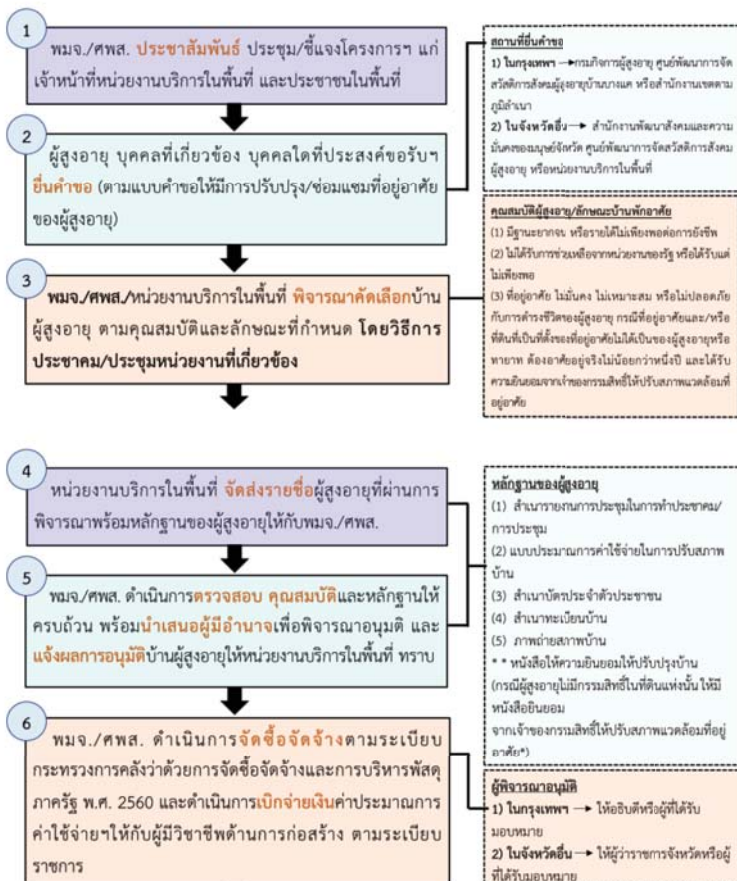 1
พมจ./ศพส. ประชาสัมพันธ์ ประชุม/ชี้แจงโครงการฯ แก่
เจ้าหน้าที่หน่วยงานบริการในพื้นที่ และประชาชนในพื้นที่
2
ผู้สูงอายุ บุคคลที่เกี่ยวข้อง บุคคลใดที่ประสงค์ขอรับฯ
ยื่นคำขอ (ตามแบบคำขอให้มีการปรับปรุง/ซ่อมแซมที่อยู่อาศัย
ของผู้สูงอายุ)
3
พมจ./ศพส./หน่วยงานบริการในพื้นที่ พิจารณาคัดเลือกบ้าน
ผู้สูงอายุ ตามคุณสมบัติและลักษณะที่กำหนด โดยวิธีการ
ประชาคม/ประชุมหน่วยงานที่เกี่ยวข้อง
สถานที่ยื่นคำขอ
1) ในกรุงเทพฯ → กรมกิจการผู้สูงอายุ ศูนย์พัฒนาการจัด
สวัสดิการสังคมผู้สูงอายุบ้านบางแค หรือสำนักงานเขตตาม
ภูมิลำเนา
2) ในจังหวัดอื่น → สำนักงานพัฒนาสังคมและความ
มั่นคงของมนุษย์จังหวัด ศูนย์พัฒนาการจัดสวัสดิการสังคม
ผู้สูงอายุ หรือหน่วยงานบริการในพื้นที่
คุณสมบัติผู้สูงอายุ/ลักษณะบ้านพักอาศัย
(1) มีฐานะยากจน หรือรายได้ไม่เพียงพอต่อการยังชีพ
(2) ไม่ได้รับการช่วยเหลือจากหน่วยงานของรัฐ หรือได้รับแต่
ไม่เพียงพอ
(3) ที่อยู่อาศัย ไม่มั่นคง ไม่เหมาะสม หรือไม่ปลอดภัย
กับการดำรงชีวิตของผู้สูงอายุ กรณีที่อยู่อาศัยและ/หรือ
ที่ดินที่เป็นที่ตั้งของที่อยู่อาศัยไม่ได้เป็นของผู้สูงอายุหรือ
ทายาท ต้องอาศัยอยู่จริงไม่น้อยกว่าหนึ่งปี และได้รับ
ความยินยอมจากเจ้าของกรรมสิทธิ์ให้ปรับสภาพแวดล้อมที่
อยู่อาศัย
4
หน่วยงานบริการในพื้นที่ จัดส่งรายชื่อผู้สูงอายุที่ผ่านการ
พิจารณาพร้อมหลักฐานของผู้สูงอายุให้กับพมจ./ศพส.
5
พมจ./ศพส. ดำเนินการตรวจสอบ คุณสมบัติและหลักฐานให้
ครบถ้วน พร้อมนำเสนอผู้มีอำนาจเพื่อพิจารณาอนุมติ และ
แจ้งผลการอนุมัติบ้านผู้สูงอายุให้หน่วยงานบริการในพื้นที่ ทราบ
6
พมจ./ศพส. ดำเนินการจัดซื้อจัดจ้างตามระเบียบ
กระทรวงการคลังว่าด้วยการจัดซื้อจัดจ้างและการบริหารพัสดุ
ภาครัฐ พ.ศ. 2560 และดำเนินการเบิกจ่ายเงินค่าประมาณการ
ค่าใช้จ่ายฯให้กับผู้มีวิชาชีพด้านการก่อสร้าง ตามระเบียบ
ราชการ
หลักฐานของผู้สูงอายุ
(1) สำเนารายงานการประชุมในการทำประชาคม/
การประชุม
(2) แบบประมาณการค่าใช้จ่ายในการปรับสภาพ
บ้าน
(3) สำเนาบัตรประจำตัวประชาชน
(4) สำเนาทะเบียนบ้าน
(5) ภาพถ่ายสภาพบ้าน
* * หนังสือให้ความยินยอมให้ปรับปรุงบ้าน
(กรณีผู้สูงอายุไม่มีกรรมสิทธิ์ในที่ดินแห่งนั้น ให้มี
หนังสือยินยอม
จากเจ้าของกรรมสิทธิ์ให้ปรับสภาพแวดล้อมที่อยู่
อาศัย*)
ผู้พิจารณาอนุมัติ
1) ในกรุงเทพฯ → ให้อธิบดีหรือผู้ที่ได้รับ
มอบหมาย
2) ในจังหวัดอื่น → ให้ผู้ว่าราชการจังหวัดหรือผู้
ที่ได้รับมอบหมาย